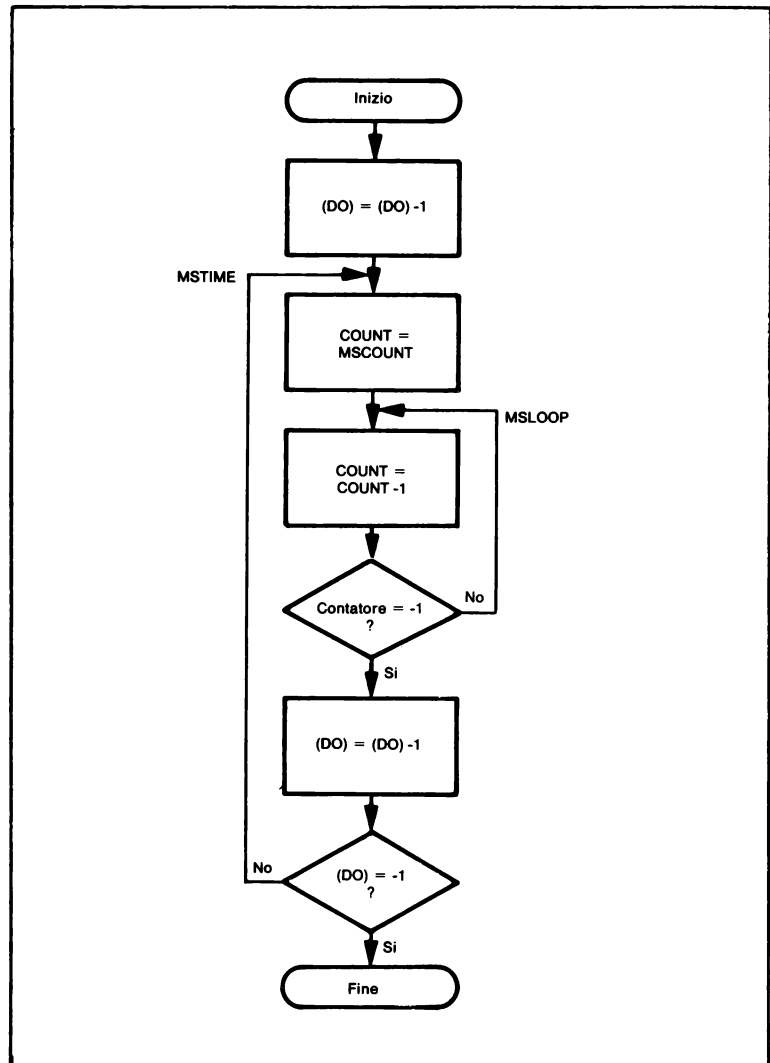 Inizio
(DO) = (DO) -1
MSTIME
COUNT =
MSCOUNT
MSLOOP
COUNT =
COUNT -1
Contatore = -1
?
No
Si
(DO) = (DO) -1
No
(DO) = -1
?
Si
Fine